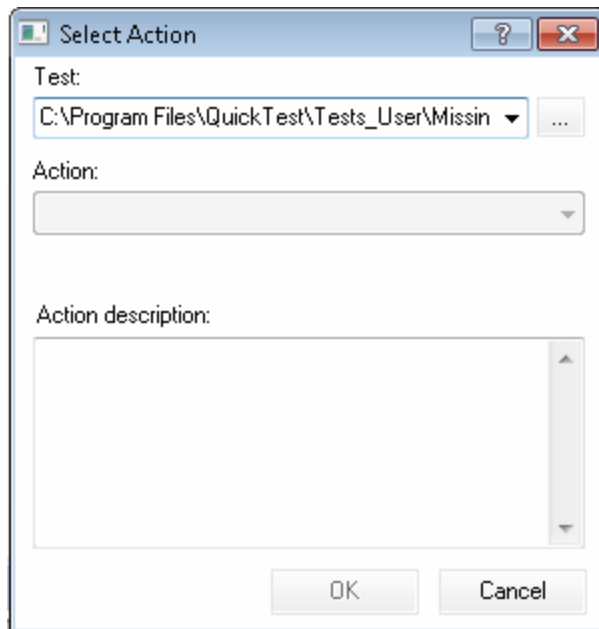 Select Action
Test:
C:\Program Files\QuickTest\Tests_User\Missin
...
Action:
Action description:
OK
Cancel